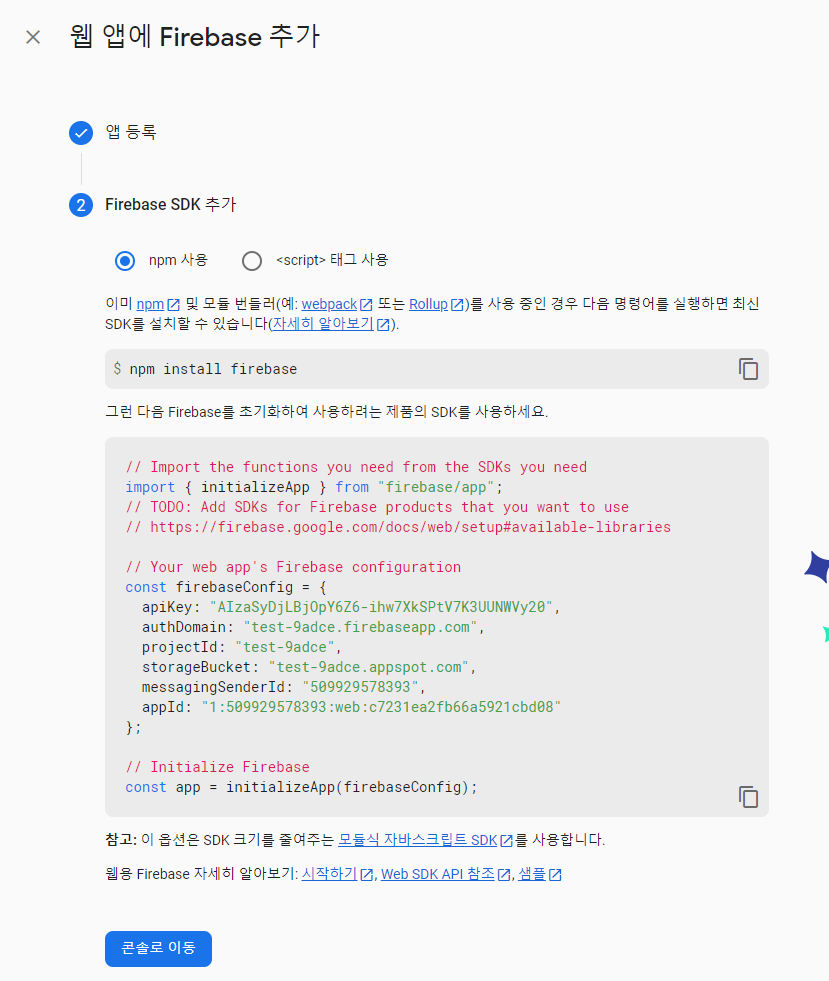 웹 앱에 Firebase 추가
앱 등록
2 Firebase SDK 추가
npm 사용 <script> 태그 사용
이미 npm 및 모듈 번들러(예: webpack 또는 Rollup)를 사용 중인 경우 다음 명령어를 실행하면 최신
SDK를 설치할 수 있습니다(자세히 알아보기).
$ npm install firebase
그런 다음 Firebase를 초기화하여 사용하려는 제품의 SDK를 사용하세요.
// Import the functions you need from the SDKs you need
import { initializeApp } from "firebase/app";
// TODO: Add SDKs for Firebase products that you want to use
// https://firebase.google.com/docs/web/setup#available-libraries
// Your web app's Firebase configuration
const firebaseConfig = {
apiKey: "AIzaSyDjLBjOpY6Z6-ihw7XkSPtV7K3UUNWVy20",
authDomain: "test-9adce.firebaseapp.com",
projectId: "test-9adce",
storageBucket: "test-9adce.appspot.com",
messagingSenderId: "509929578393",
appId: "1:509929578393:web:c7231ea2fb66a5921cbd08"
};
// Initialize Firebase
const app = initializeApp(firebaseConfig);
참고: 이 옵션은 SDK 크기를 줄여주는 모듈식 자바스크립트 SDK를 사용합니다.
웹용 Firebase 자세히 알아보기: 시작하기, Web SDK API 참조, 샘플
콘솔로 이동